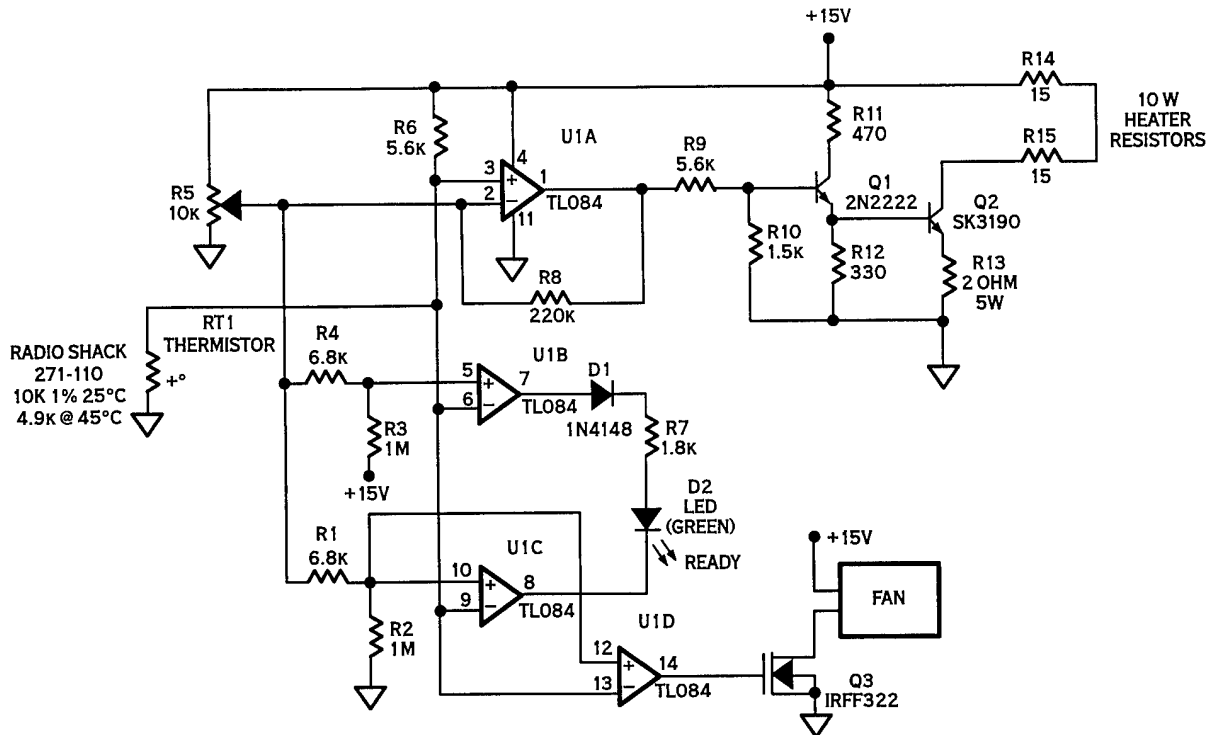 +15V
R14
15
10 W
HEATER
RESISTORS
R6
5.6K
U1A
R11
470
R9
5.6K
R15
15
4
3
+
1
2
−
TL084
11
R5
10K
Q1
2N2222
Q2
SK3190
R10
1.5K
R12
330
R13
2 OHM
5W
R8
220K
RT1
THERMISTOR
RADIO SHACK
271-110
10K 1% 25°C
4.9K @ 45°C
+°
R4
6.8K
U1B
5
+
7
6
−
TL084
D1
1N4148
R3
1M
+15V
R7
1.8K
D2
LED
(GREEN)
READY
R1
6.8K
U1C
10
+
8
9
−
TL084
+15V
FAN
R2
1M
U1D
12
+
14
13
−
TL084
Q3
IRFF322